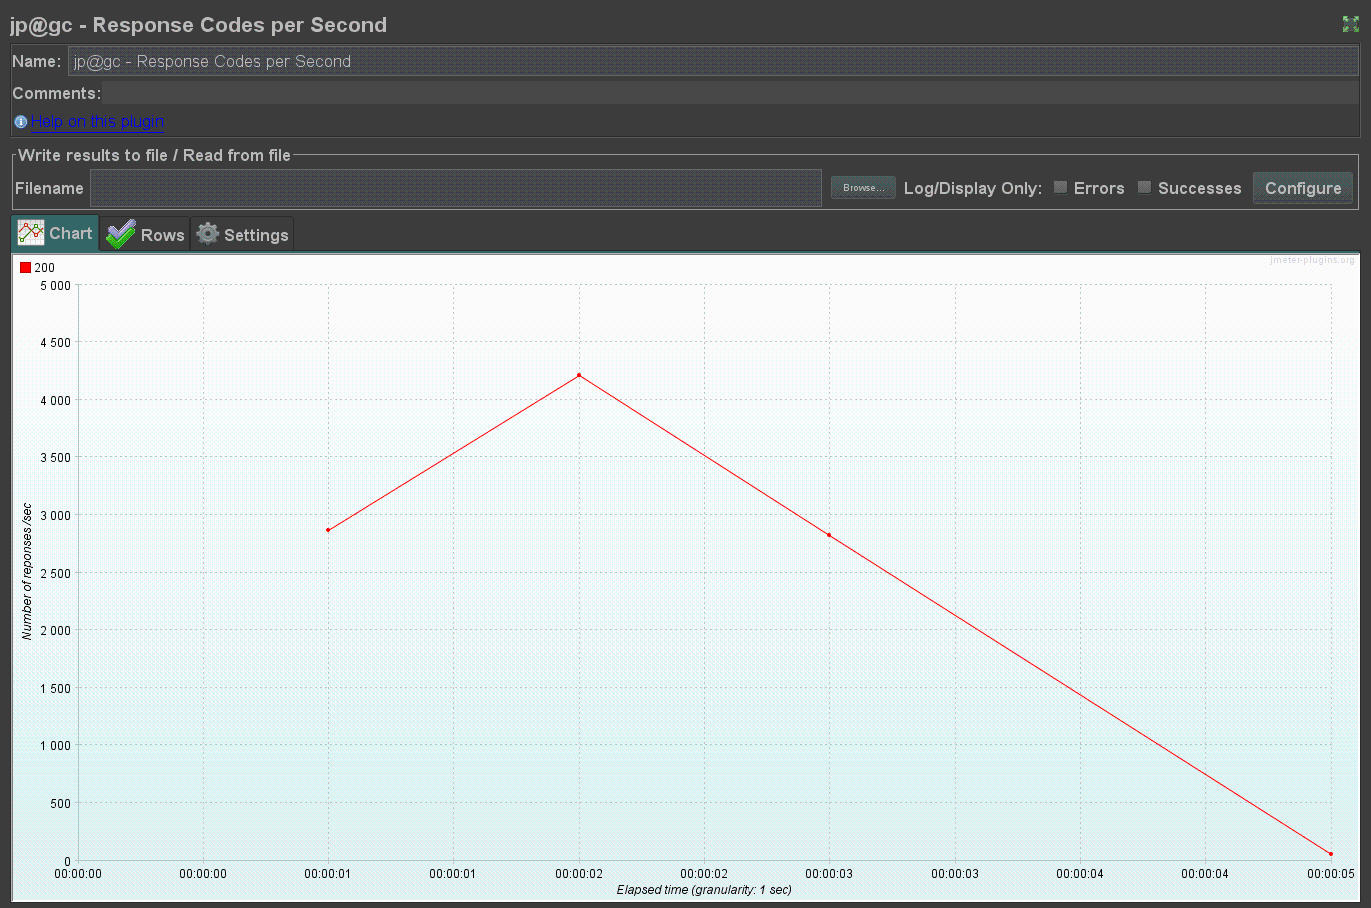 jp@gc - Response Codes per Second
Name: jp@gc - Response Codes per Second
Comments:
Help on this plugin
Write results to file / Read from file
Filename Browse... Log/Display Only: Errors Successes Configure
Chart Rows Settings
200 jmeter-plugins.org
5 000
4 500
4 000
3 500
3 000
2 500
2 000
1 500
1 000
500
0
Number of reponses /sec
00:00:00 00:00:00 00:00:01 00:00:01 00:00:02 00:00:02 00:00:03 00:00:03 00:00:04 00:00:04 00:00:05
Elapsed time (granularity: 1 sec)